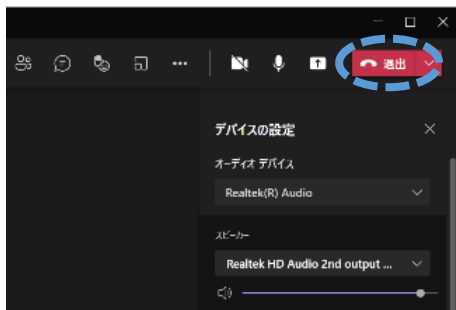 退出
デバイスの設定
オーディオ デバイス
Realtek(R) Audio
スピーカー
Realtek HD Audio 2nd output ...